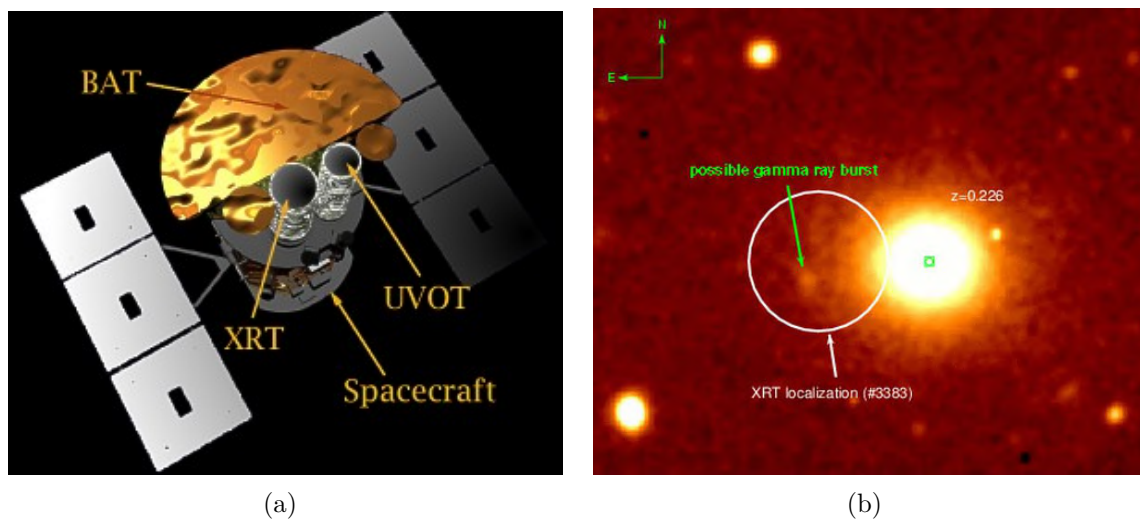 BAT
UVOT
XRT
Spacecraft
(a)
N
E
possible gamma ray burst
z=0.226
XRT localization (#3383)
(b)